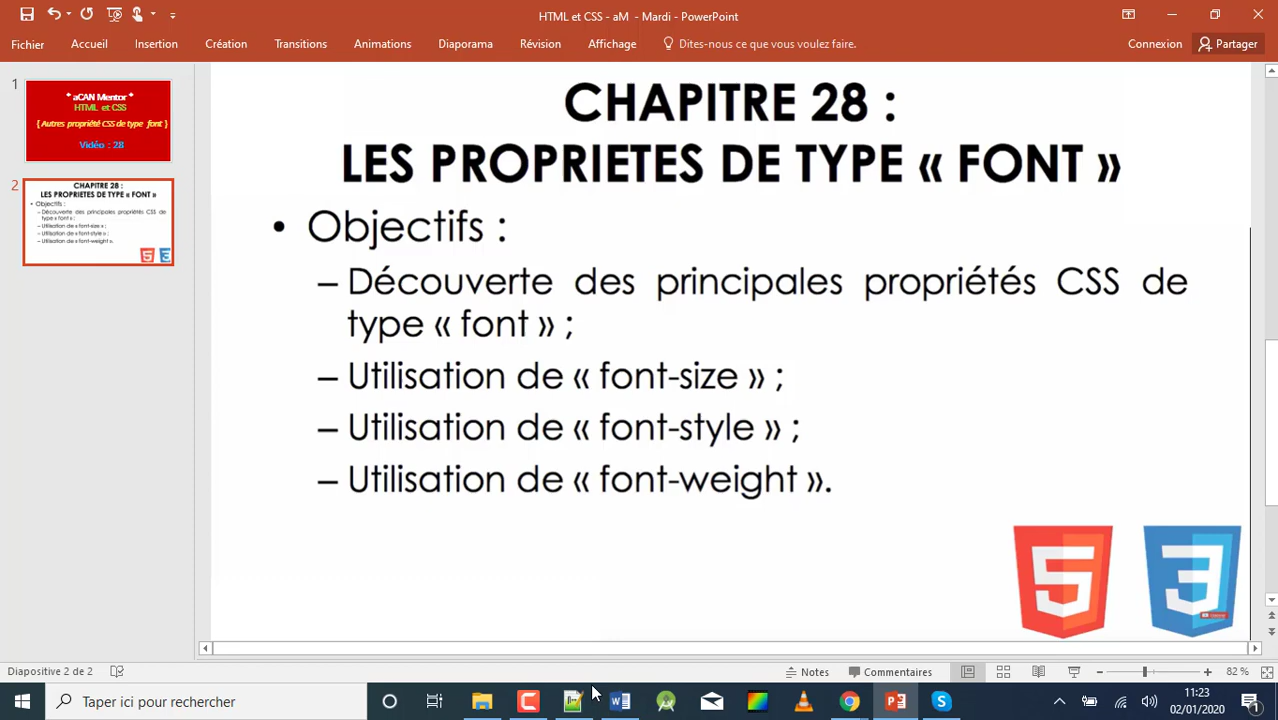 HTML et CSS - aM - Mardi - PowerPoint
Fichier Accueil Insertion Création Transitions Animations Diaporama Révision Affichage Dites-nous ce que vous voulez faire. Connexion Partager
1
* aCAN Mentor *
HTML et CSS
{ Autres propriété CSS de type font }
Vidéo : 28
2
CHAPITRE 28 :
LES PROPRIETES DE TYPE « FONT »
• Objectifs :
– Découverte des principales propriétés CSS de
type « font » ;
– Utilisation de « font-size » ;
– Utilisation de « font-style » ;
– Utilisation de « font-weight ».
CHAPITRE 28 :
LES PROPRIETES DE TYPE « FONT »
• Objectifs :
– Découverte des principales propriétés CSS de
type « font » ;
– Utilisation de « font-size » ;
– Utilisation de « font-style » ;
– Utilisation de « font-weight ».
5 3
Diapositive 2 de 2 Notes Commentaires 82 %
Taper ici pour rechercher
11:23
02/01/2020
1